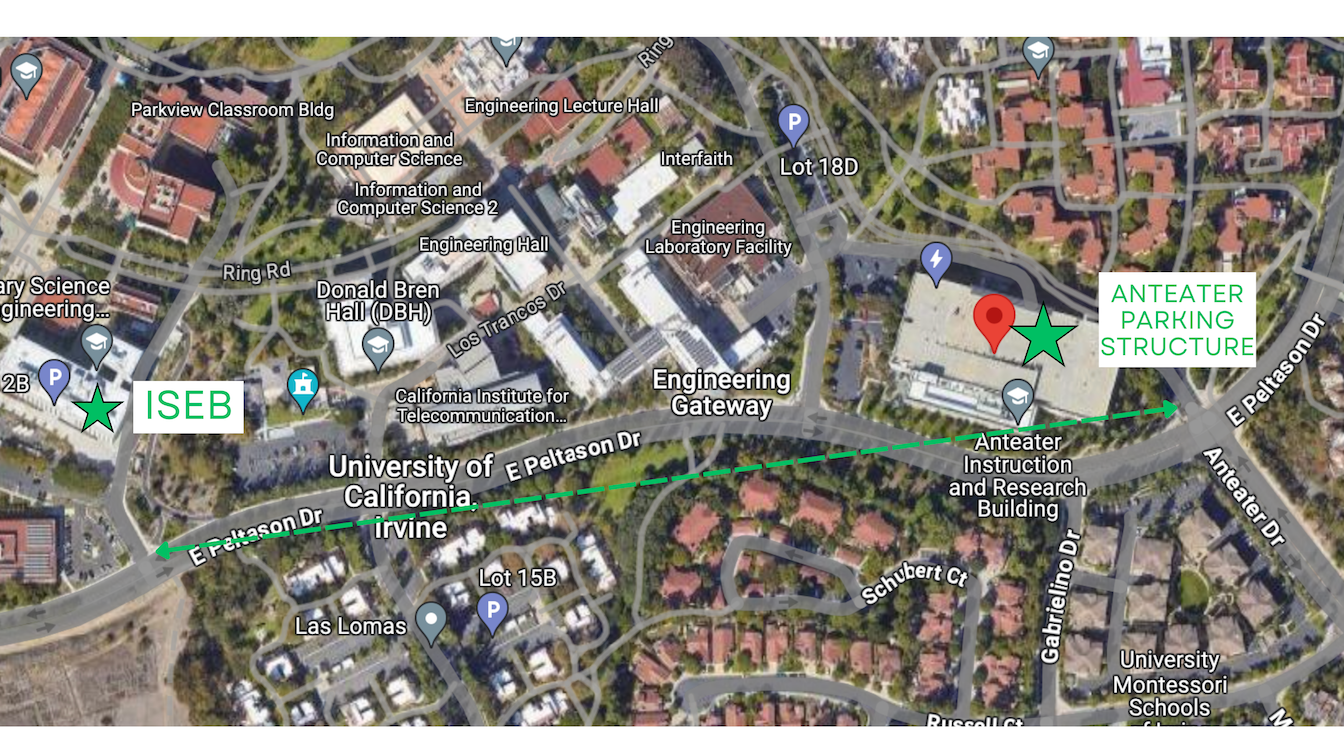 Ring
Parkview Classroom Bldg
Engineering Lecture Hall
Information and
Computer Science
Interfaith
P
Lot 18D
Information and
Computer Science 2
Engineering
Laboratory Facility
Engineering Hall
Ring Rd
ary Science
gineering...
Donald Bren
Hall (DBH)
Los Trancos Dr
ANTEATER
PARKING
STRUCTURE
E Peltason Dr
2B
P
ISEB
California Institute for
Telecommunication...
Engineering
Gateway
E Peltason Dr
University of
California,
Irvine
E Peltason Dr
Anteater
Instruction
and Research
Building
Anteater Dr
Schubert Ct
Gabrielino Dr
Lot 15B
P
Las Lomas
University
Montessori
Schools
Russell Ct
M